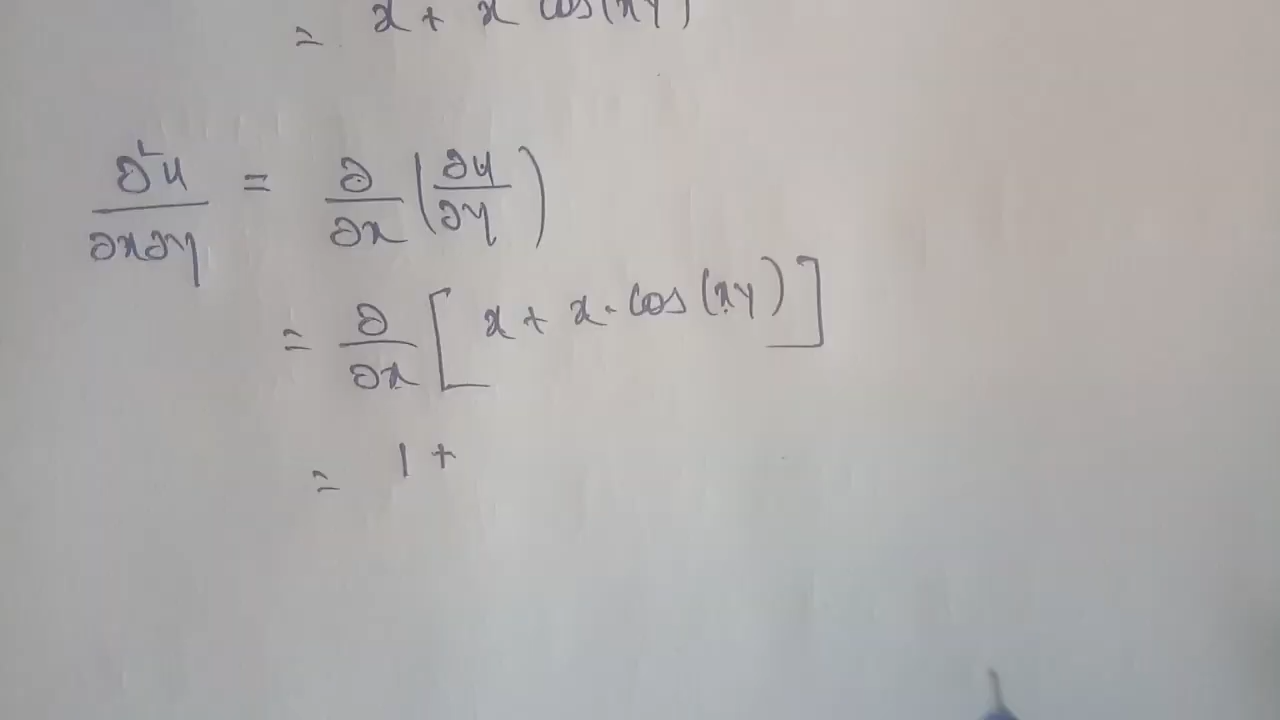 = x + x cos(xy)
∂²u/∂x∂y = ∂/∂x (∂u/∂y)
= ∂/∂x [x + x · cos(xy)]
= 1 +